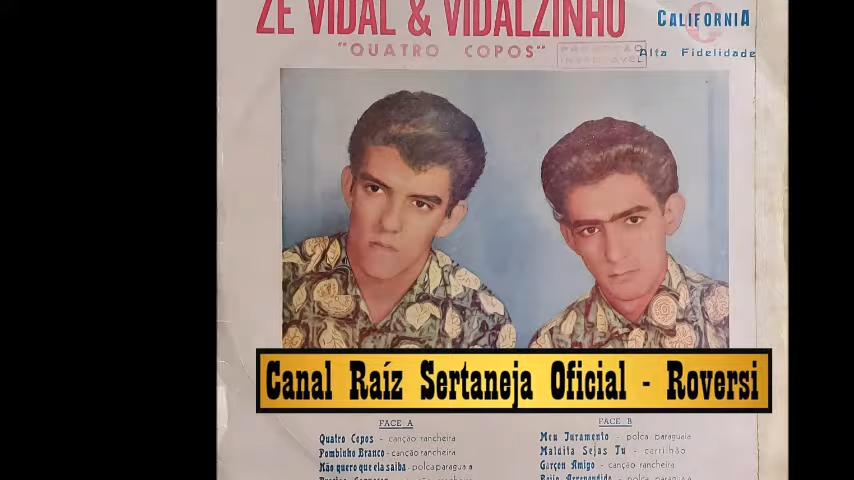 ZÉ VIDAL & VIDALZINHO
CALIFORNIA
"QUATRO COPOS"
Alta Fidelidade
Canal Raíz Sertaneja Oficial - Roversi
FACE A
Quatro Copos - canção rancheira
Pombinho Branco - canção rancheira
Não quero que ela saiba - polca paraguaia
FACE B
Meu Juramento - polca paraguaia
Maldita Sejas Tu - corrilhão
Garçon Amigo - canção rancheira